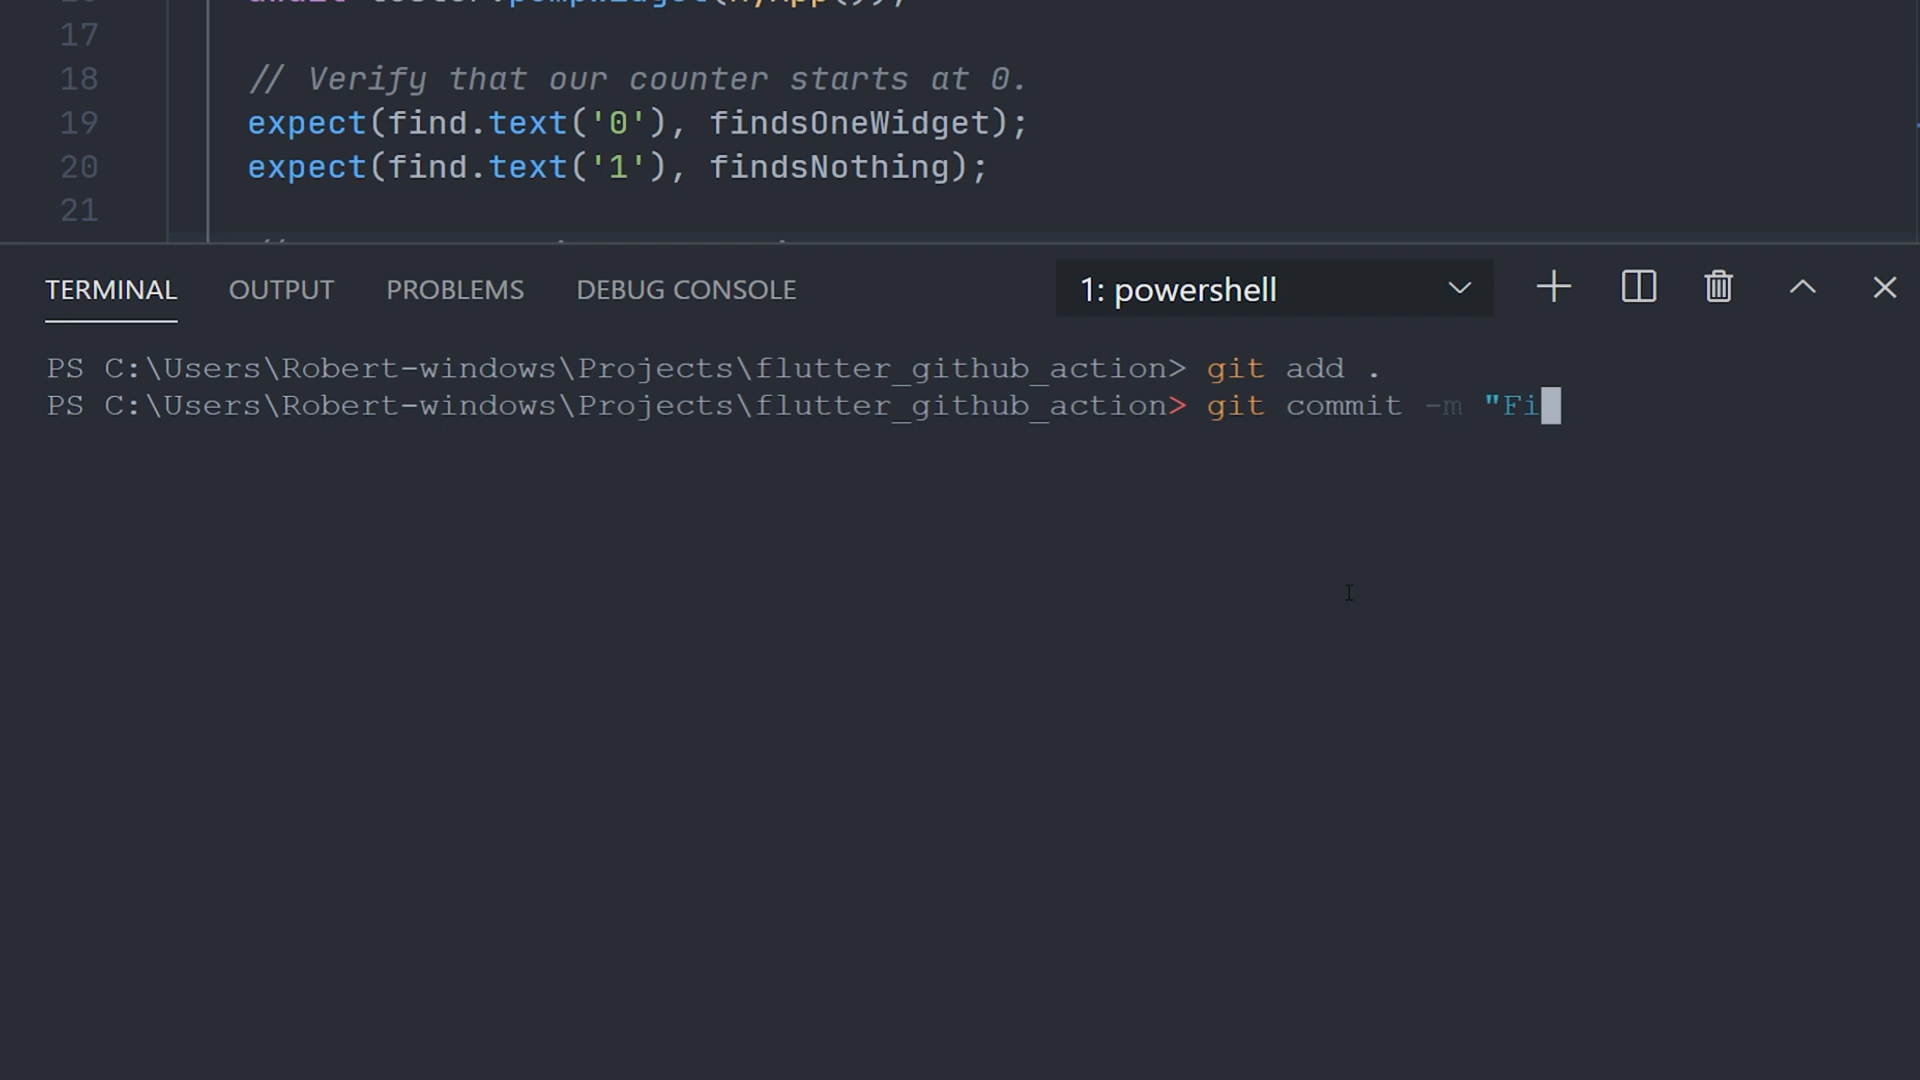 17
18 // Verify that our counter starts at 0.
19 expect(find.text('0'), findsOneWidget);
20 expect(find.text('1'), findsNothing);
21
TERMINAL OUTPUT PROBLEMS DEBUG CONSOLE 1: powershell
PS C:\Users\Robert-windows\Projects\flutter_github_action> git add .
PS C:\Users\Robert-windows\Projects\flutter_github_action> git commit -m "Fi